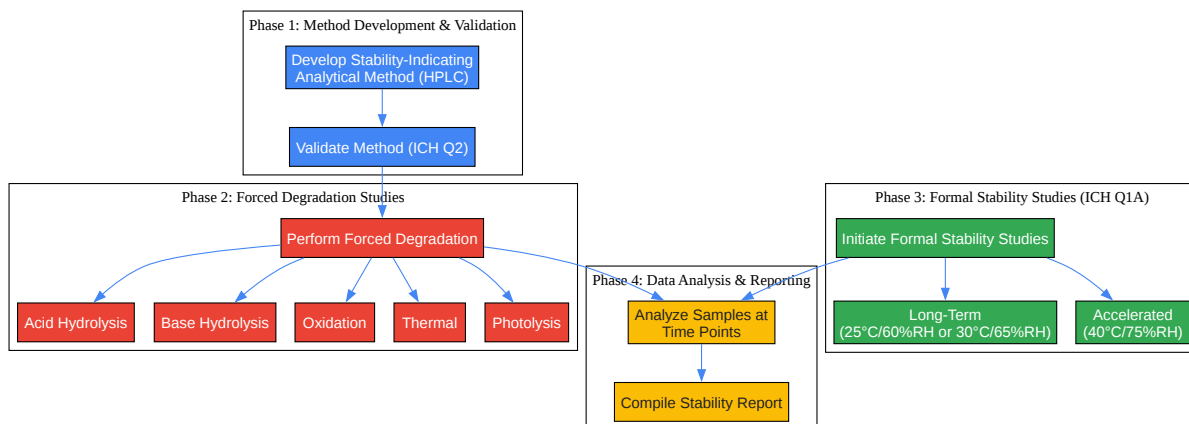 Phase 1: Method Development & Validation
Develop Stability-Indicating
Analytical Method (HPLC)
Validate Method (ICH Q2)
Phase 2: Forced Degradation Studies
Perform Forced Degradation
Acid Hydrolysis
Base Hydrolysis
Oxidation
Thermal
Photolysis
Phase 3: Formal Stability Studies (ICH Q1A)
Initiate Formal Stability Studies
Long-Term
(25°C/60%RH or 30°C/65%RH)
Accelerated
(40°C/75%RH)
Phase 4: Data Analysis & Reporting
Analyze Samples at
Time Points
Compile Stability Report